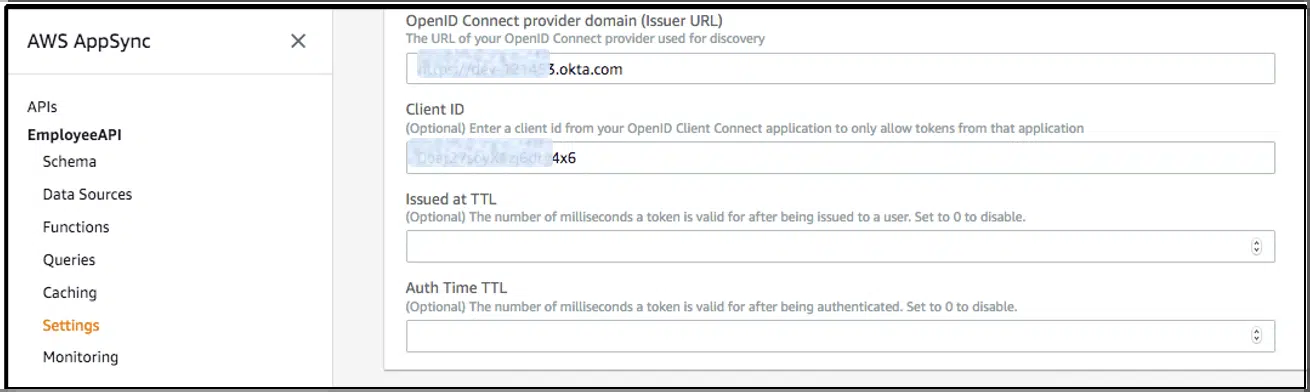 AWS AppSync
APIs
EmployeeAPI
Schema
Data Sources
Functions
Queries
Caching
Settings
Monitoring
OpenID Connect provider domain (Issuer URL)
The URL of your OpenID Connect provider used for discovery
3.okta.com
Client ID
(Optional) Enter a client id from your OpenID Client Connect application to only allow tokens from that application
4x6
Issued at TTL
(Optional) The number of milliseconds a token is valid for after being issued to a user. Set to 0 to disable.
Auth Time TTL
(Optional) The number of milliseconds a token is valid for after being authenticated. Set to 0 to disable.